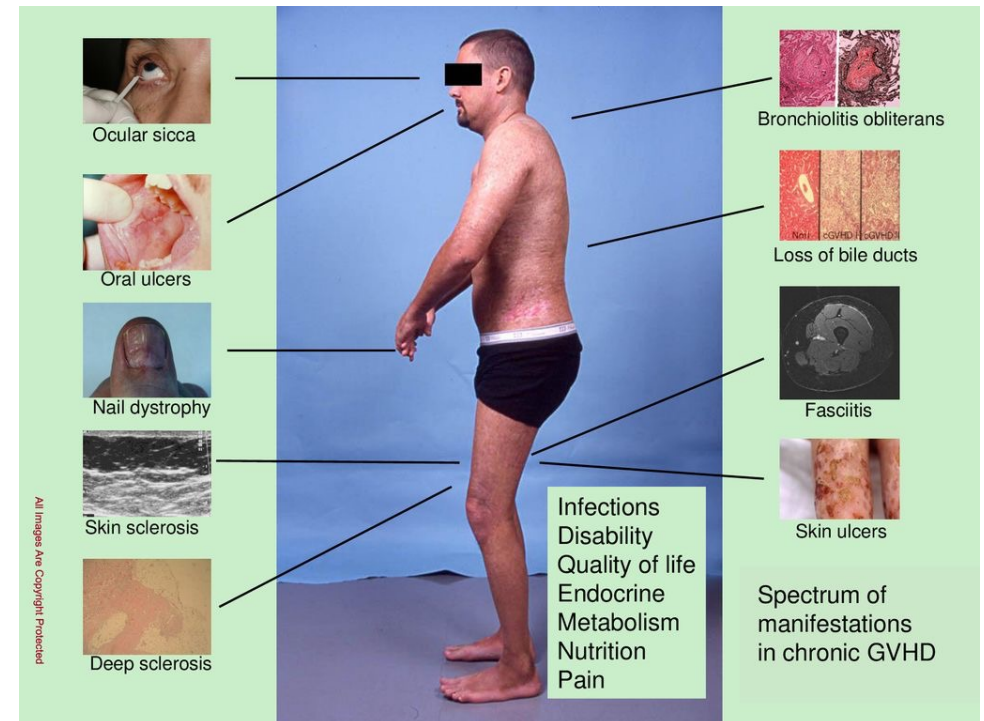 Ocular sicca
Oral ulcers
Nail dystrophy
Skin sclerosis
Deep sclerosis
All Images Are Copyright Protected
Bronchiolitis obliterans
Loss of bile ducts
cGVHD
Fasciitis
Skin ulcers
Infections
Disability
Quality of life
Endocrine
Metabolism
Nutrition
Pain
Spectrum of
manifestations
in chronic GVHD